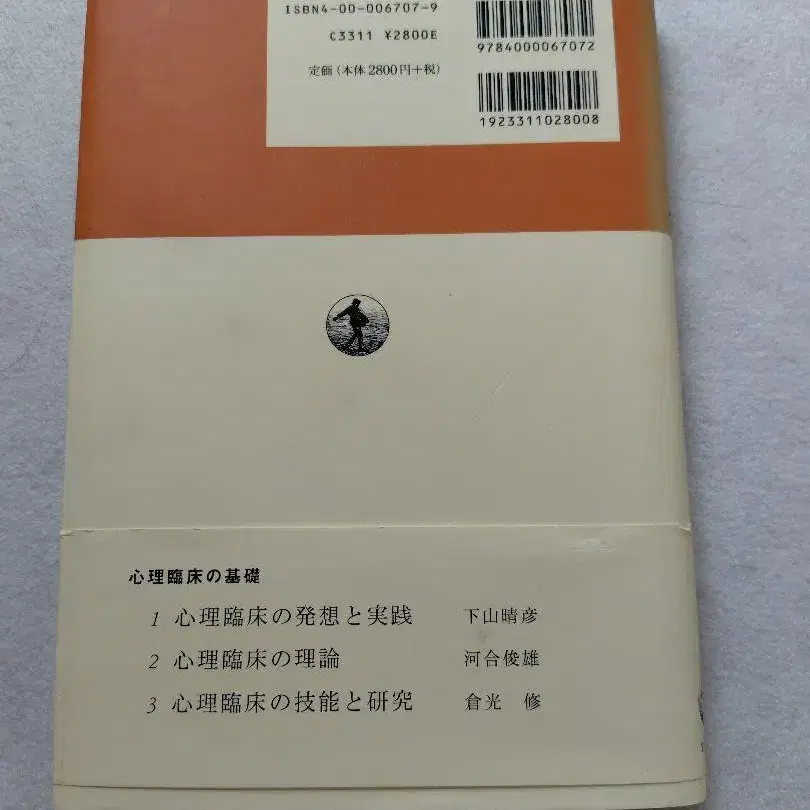 ISBN4-00-006707-9
C3311 ¥2800E
定価(本体2800円+税)
9784000067072
1923311028008
心理臨床の基礎
1 心理臨床の発想と実践 下山晴彦
2 心理臨床の理論 河合俊雄
3 心理臨床の技能と研究 倉光 修